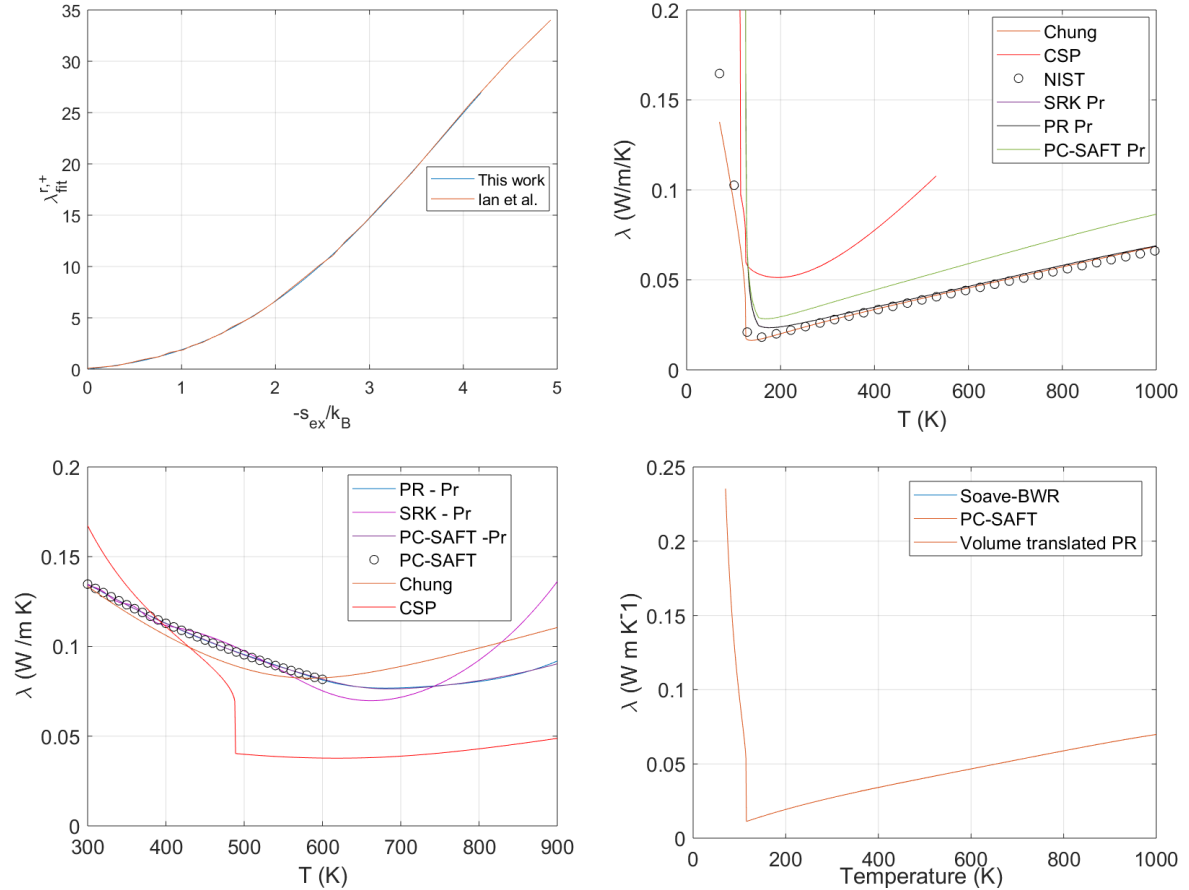 35
30
25
20
15
10
5
0
0 1 2 3 4 5
λ_fit^{r,+}
-s_ex/k_B
This work
Ian et al.
0.2
0.15
0.1
0.05
0
0 200 400 600 800 1000
λ (W/m/K)
T (K)
Chung
CSP
NIST
SRK Pr
PR Pr
PC-SAFT Pr
0.2
0.15
0.1
0.05
0
300 400 500 600 700 800 900
λ (W /m K)
T (K)
PR - Pr
SRK - Pr
PC-SAFT -Pr
PC-SAFT
Chung
CSP
0.25
0.2
0.15
0.1
0.05
0
0 200 400 600 800 1000
λ (W m K⁻1)
Temperature (K)
Soave-BWR
PC-SAFT
Volume translated PR